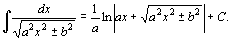 ∫ dx / √(a²x² ± b²) = 1/a ln|ax + √(a²x² ± b²)| + C.